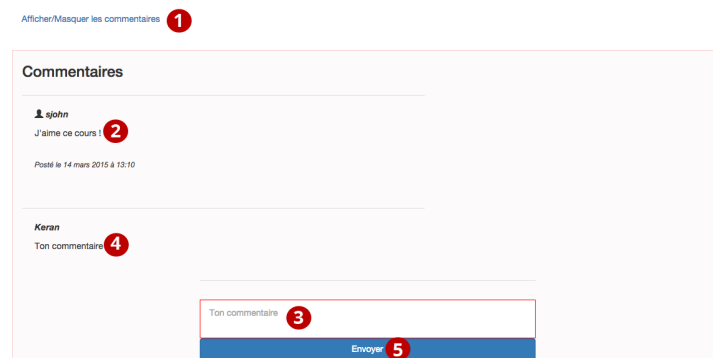 Afficher/Masquer les commentaires 1
Commentaires
sjohn
J'aime ce cours ! 2
Posté le 14 mars 2015 à 13:10
Keran
Ton commentaire 4
Ton commentaire 3
Envoyer 5